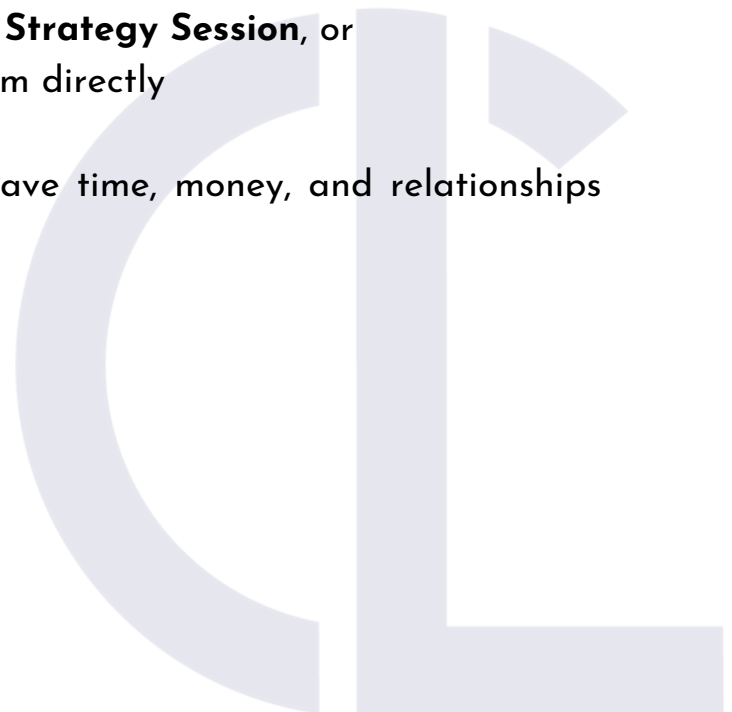 Strategy Session, or
m directly
ave time, money, and relationships